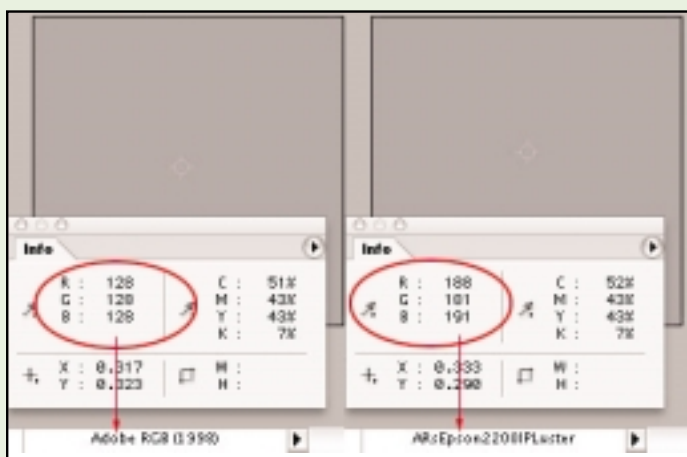 Info
R : 128 C : 51%
G : 128 M : 43%
B : 128 Y : 43%
K : 7%
X : 0.317 W :
Y : 0.323 H :
Adobe RGB (1998)
Info
R : 188 C : 52%
G : 181 M : 43%
B : 191 Y : 43%
K : 7%
X : 0.333 W :
Y : 0.290 H :